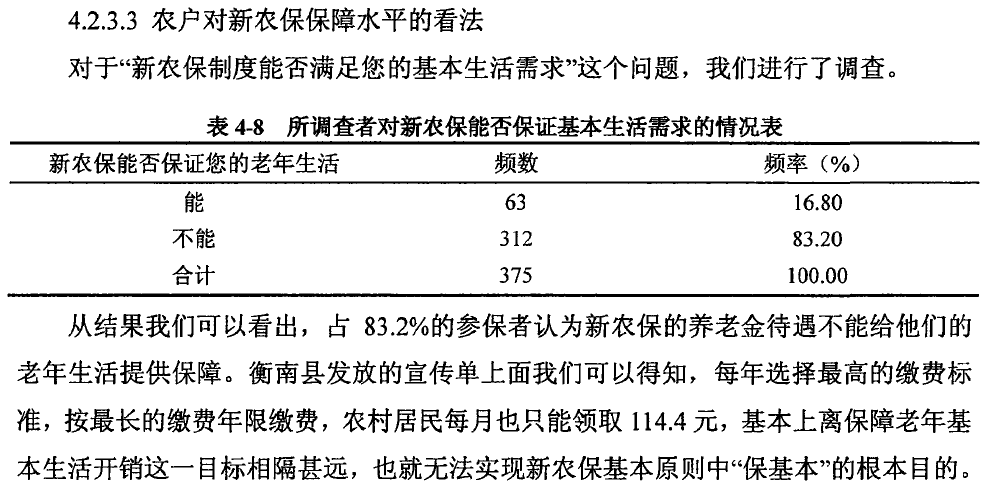 4.2.3.3 农户对新农保保障水平的看法
对于“新农保制度能否满足您的基本生活需求”这个问题，我们进行了调查。
表 4-8 所调查者对新农保能否保证基本生活需求的情况表
新农保能否保证您的老年生活 频数 频率（%）
能 63 16.80
不能 312 83.20
合计 375 100.00
从结果我们可以看出，占 83.2%的参保者认为新农保的养老金待遇不能给他们的
老年生活提供保障。衡南县发放的宣传单上面我们可以得知，每年选择最高的缴费标
准，按最长的缴费年限缴费，农村居民每月也只能领取 114.4 元，基本上离保障老年基
本生活开销这一目标相隔甚远，也就无法实现新农保基本原则中“保基本”的根本目的。